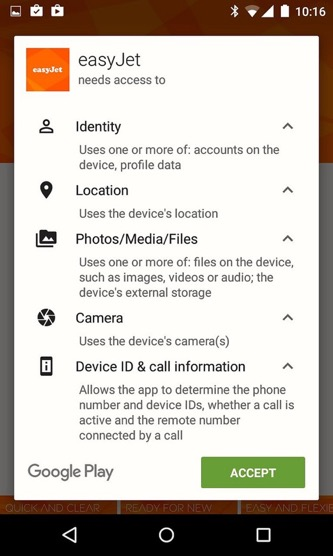 10:16
easyJet
easyJet
needs access to
Identity
Uses one or more of: accounts on the
device, profile data
Location
Uses the device's location
Photos/Media/Files
Uses one or more of: files on the device,
such as images, videos or audio; the
device's external storage
Camera
Uses the device's camera(s)
Device ID & call information
Allows the app to determine the phone
number and device IDs, whether a call is
active and the remote number
connected by a call
Google Play
ACCEPT
QUICK AND CLEAR
READY FOR NEW
EASY AND FLEXIE